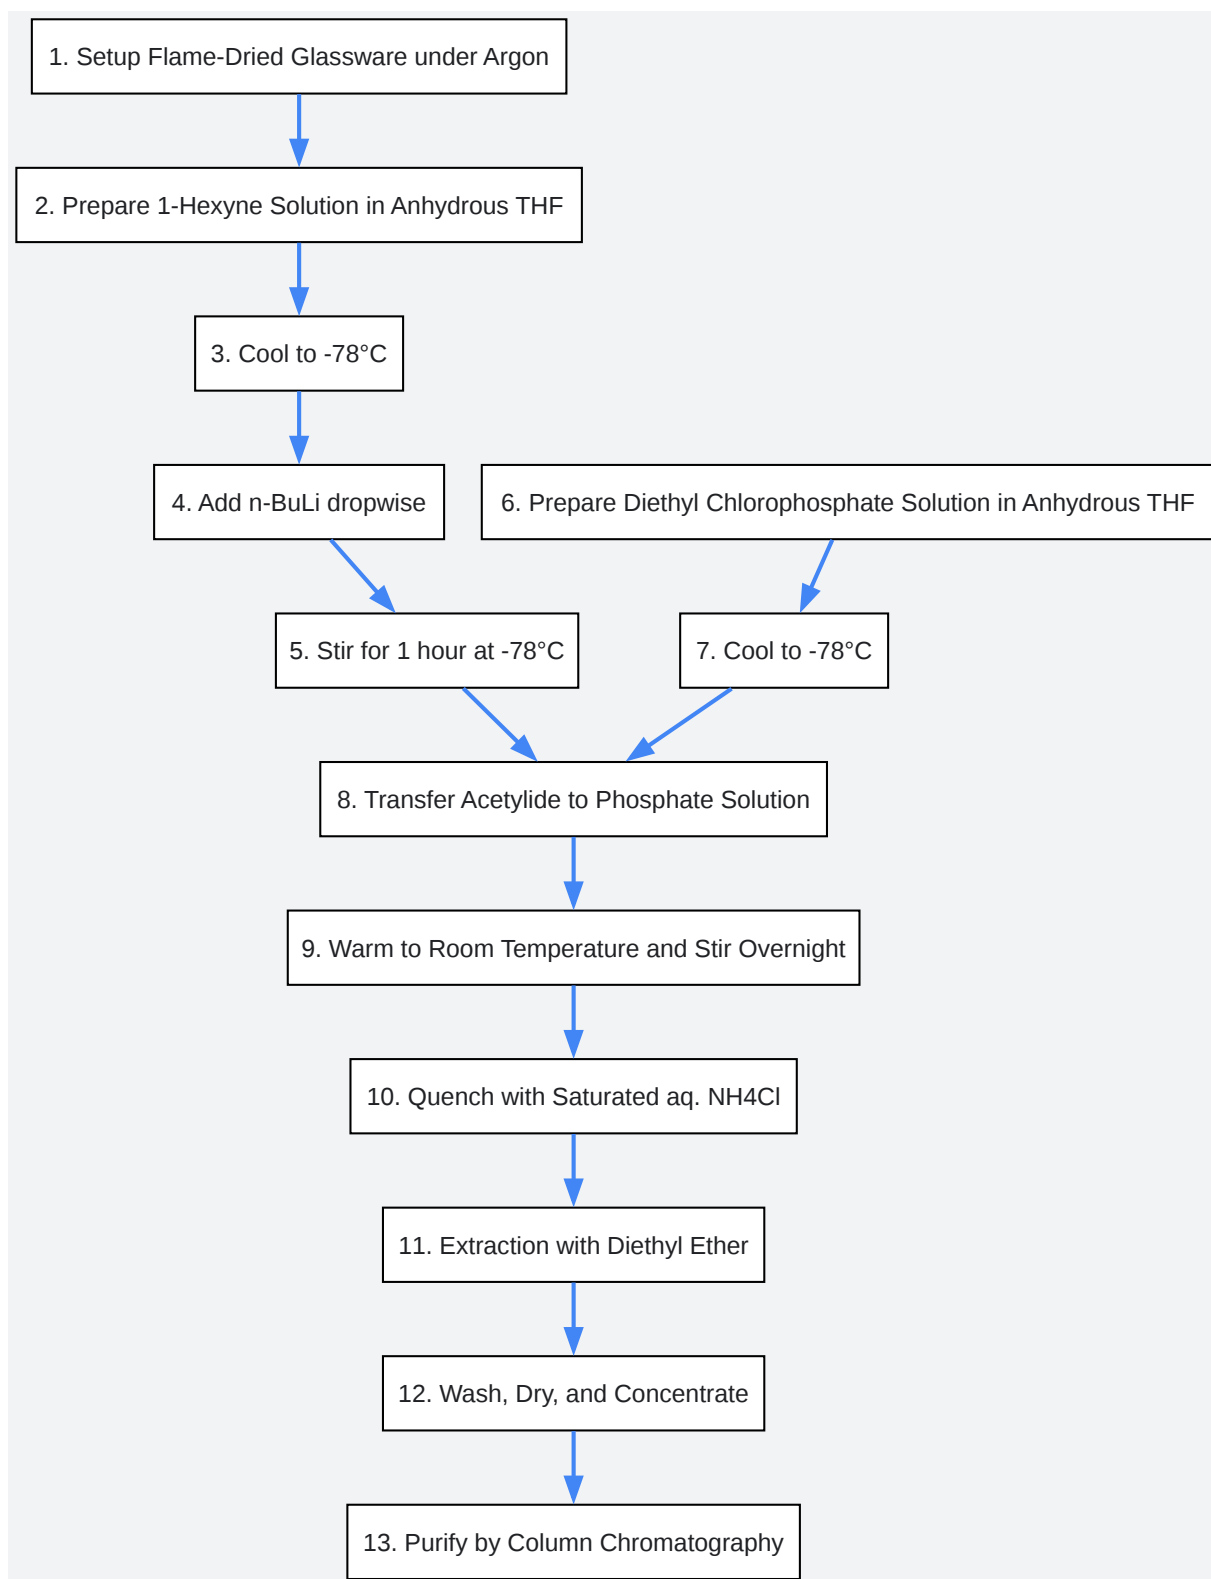 1. Setup Flame-Dried Glassware under Argon
2. Prepare 1-Hexyne Solution in Anhydrous THF
3. Cool to -78°C
4. Add n-BuLi dropwise
6. Prepare Diethyl Chlorophosphate Solution in Anhydrous THF
5. Stir for 1 hour at -78°C
7. Cool to -78°C
8. Transfer Acetylide to Phosphate Solution
9. Warm to Room Temperature and Stir Overnight
10. Quench with Saturated aq. NH4Cl
11. Extraction with Diethyl Ether
12. Wash, Dry, and Concentrate
13. Purify by Column Chromatography